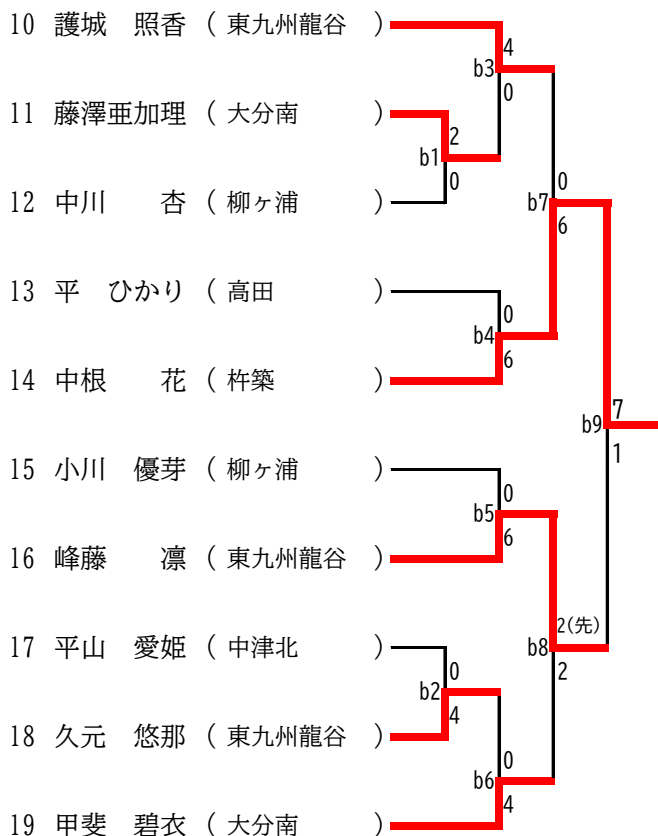 10 護城　照香 ( 東九州龍谷 )
4
b3
0
11 藤澤亜加理 ( 大分南 )
2
b1
0
12 中川　　杏 ( 柳ヶ浦 )
0
b7
6
13 平　ひかり ( 高田 )
0
b4
6
14 中根　　花 ( 杵築 )
7
b9
1
15 小川　優芽 ( 柳ヶ浦 )
0
b5
6
16 峰藤　　凛 ( 東九州龍谷 )
2(先)
b8
2
17 平山　愛姫 ( 中津北 )
0
b2
4
18 久元　悠那 ( 東九州龍谷 )
0
b6
4
19 甲斐　碧衣 ( 大分南 )